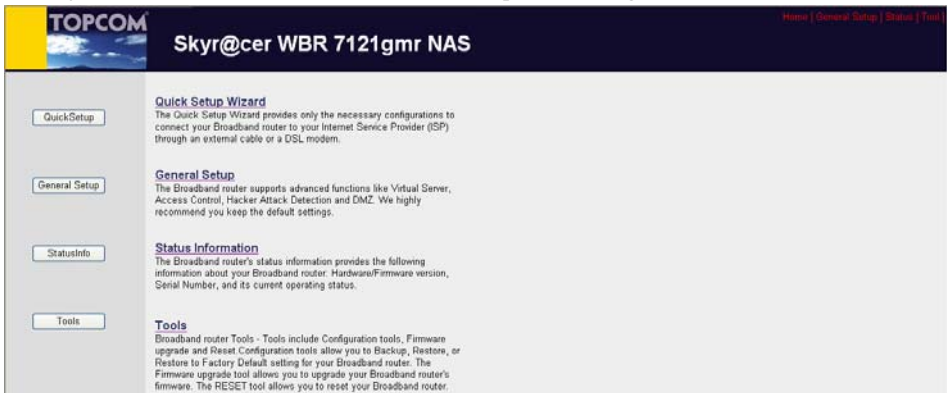 TOPCOM
Home | General Setup | Status | Tool |
Skyr@cer WBR 7121gmr NAS
QuickSetup
Quick Setup Wizard
The Quick Setup Wizard provides only the necessary configurations to
connect your Broadband router to your Internet Service Provider (ISP)
through an external cable or a DSL modem.
General Setup
General Setup
The Broadband router supports advanced functions like Virtual Server,
Access Control, Hacker Attack Detection and DMZ. We highly
recommend you keep the default settings.
StatusInfo
Status Information
The Broadband router's status information provides the following
information about your Broadband router: Hardware/Firmware version,
Serial Number, and its current operating status.
Tools
Tools
Broadband router Tools - Tools include Configuration tools, Firmware
upgrade and Reset.Configuration tools allow you to Backup, Restore, or
Restore to Factory Default setting for your Broadband router. The
Firmware upgrade tool allows you to upgrade your Broadband router's
firmware. The RESET tool allows you to reset your Broadband router.